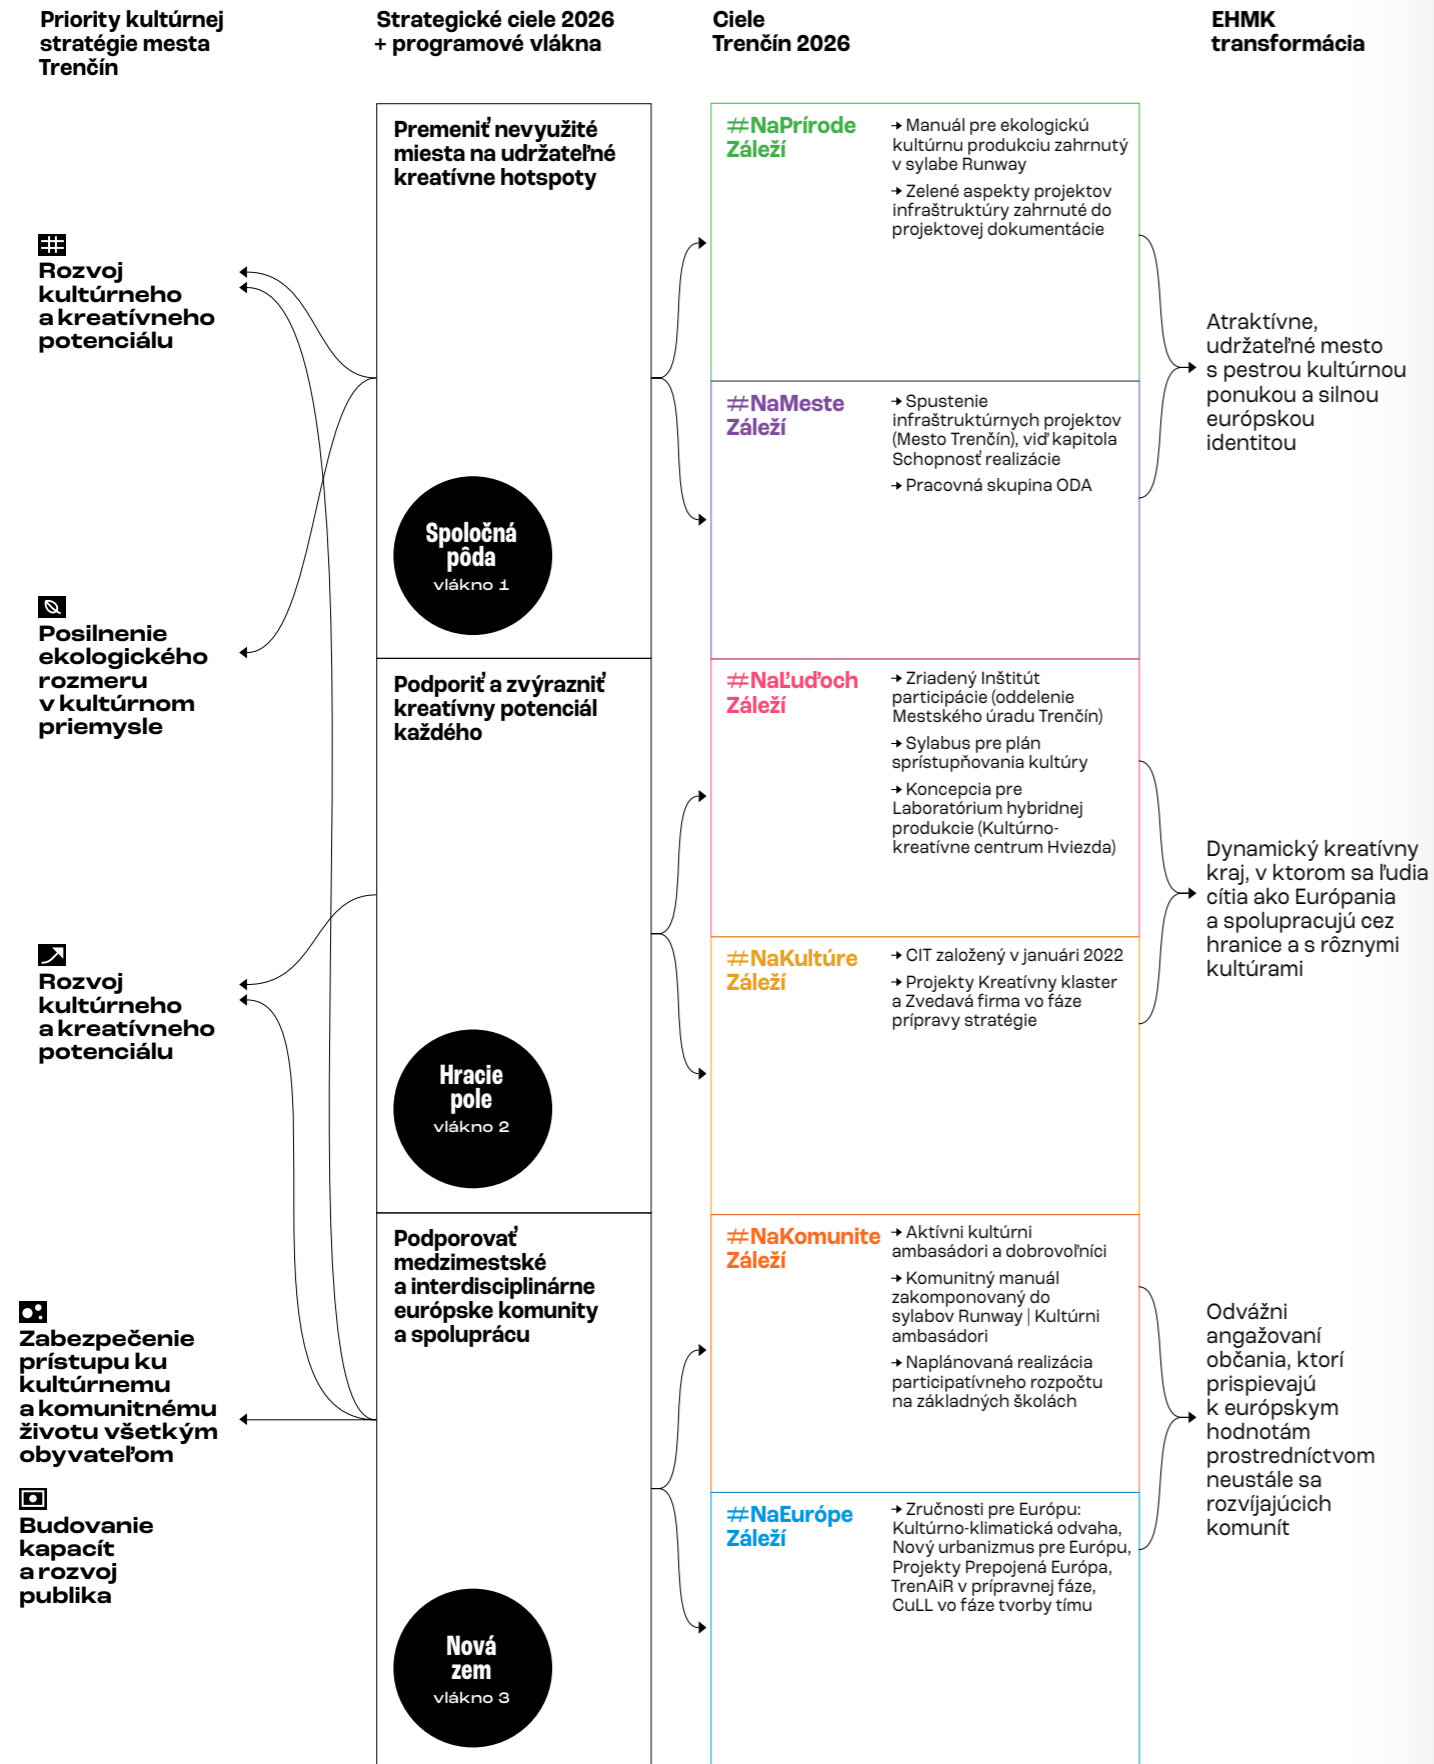 Priority kultúrnej
stratégie mesta
Trenčín
Strategické ciele 2026
+ programové vlákna
Ciele
Trenčín 2026
EHMK
transformácia
Rozvoj
kultúrneho
a kreatívneho
potenciálu
Posilnenie
ekologického
rozmeru
v kultúrnom
priemysle
Rozvoj
kultúrneho
a kreatívneho
potenciálu
Zabezpečenie
prístupu ku
kultúrnemu
a komunitnému
životu všetkým
obyvateľom
Budovanie
kapacít
a rozvoj
publika
Premeniť nevyužité
miesta na udržateľné
kreatívne hotspoty
Spoločná
pôda
vlákno 1
Podporiť a zvýrazniť
kreatívny potenciál
každého
Hracie
pole
vlákno 2
Podporovať
medzimestské
a interdisciplinárne
európske komunity
a spoluprácu
Nová
zem
vlákno 3
#NaPrírode
Záleží
→ Manuál pre ekologickú
kultúrnu produkciu zahrnutý
v sylabe Runway
→ Zelené aspekty projektov
infraštruktúry zahrnuté do
projektovej dokumentácie
#NaMeste
Záleží
→ Spustenie
infraštruktúrnych projektov
(Mesto Trenčín), viď kapitola
Schopnosť realizácie
→ Pracovná skupina ODA
#NaĽuďoch
Záleží
→ Zriadený Inštitút
participácie (oddelenie
Mestského úradu Trenčín)
→ Sylabus pre plán
sprístupňovania kultúry
→ Koncepcia pre
Laboratórium hybridnej
produkcie (Kultúrno-
kreatívne centrum Hviezda)
#NaKultúre
Záleží
→ CIT založený v januári 2022
→ Projekty Kreatívny klaster
a Zvedavá firma vo fáze
prípravy stratégie
#NaKomunite
Záleží
→ Aktívni kultúrni
ambasádori a dobrovoľníci
→ Komunitný manuál
zakomponovaný do
sylabov Runway | Kultúrni
ambasádori
→ Naplánovaná realizácia
participatívneho rozpočtu
na základných školách
#NaEurópe
Záleží
→ Zručnosti pre Európu:
Kultúrno-klimatická odvaha,
Nový urbanizmus pre Európu,
Projekty Prepojená Európa,
TrenAiR v prípravnej fáze,
CuLL vo fáze tvorby tímu
Atraktívne,
udržateľné mesto
s pestrou kultúrnou
ponukou a silnou
európskou
identitou
Dynamický kreatívny
kraj, v ktorom sa ľudia
cítia ako Európania
a spolupracujú cez
hranice a s rôznymi
kultúrami
Odvážni
angažovaní
občania, ktorí
prispievajú
k európskym
hodnotám
prostredníctvom
neustále sa
rozvíjajúcich
komunít